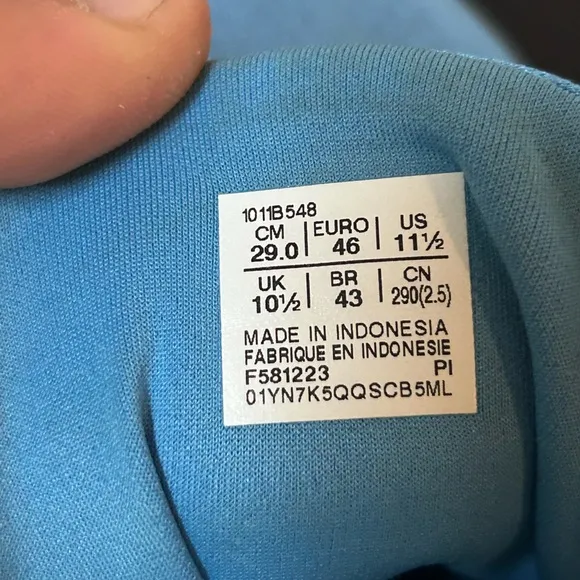 1011B548
CM | EURO | US
29.0 | 46 | 11½
UK | BR | CN
10½ | 43 | 290(2.5)
MADE IN INDONESIA
FABRIQUE EN INDONESIE
F581223 PI
01YN7K5QQSCB5ML